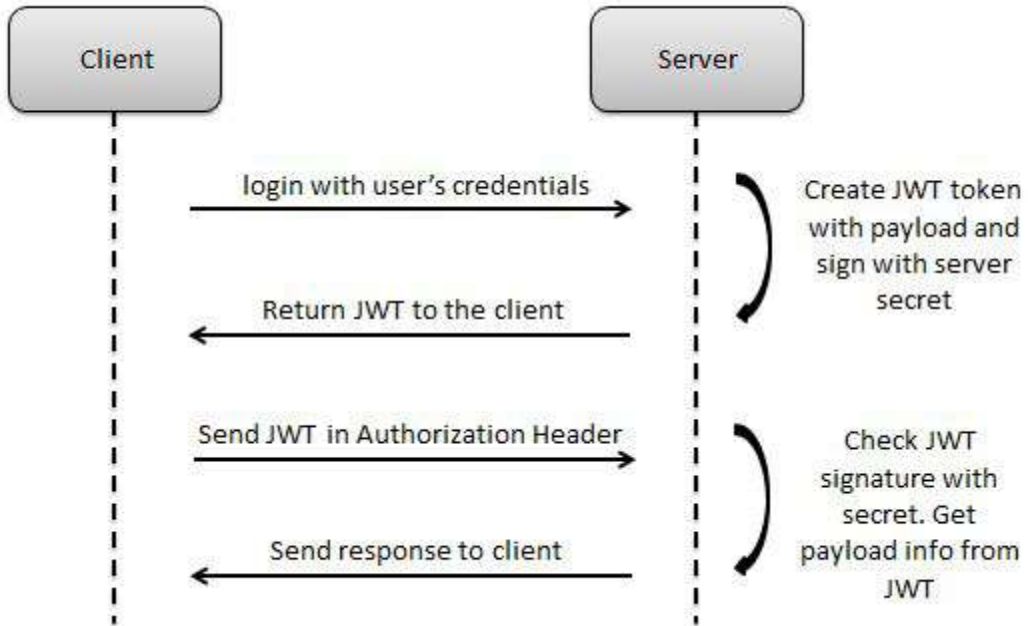 Client
Server
login with user's credentials
Create JWT token
with payload and
sign with server
secret
Return JWT to the client
Send JWT in Authorization Header
Check JWT
signature with
secret. Get
payload info from
JWT
Send response to client